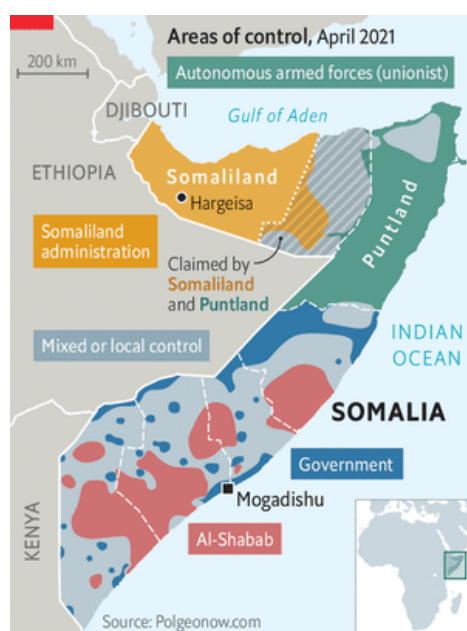 Areas of control, April 2021
200 km
Autonomous armed forces (unionist)
DJIBOUTI
Gulf of Aden
ETHIOPIA
Somaliland
Hargeisa
Puntland
Somaliland
administration
Claimed by
Somaliland
and Puntland
Mixed or local control
INDIAN
OCEAN
SOMALIA
Government
Mogadishu
KENYA
Al-Shabab
Source: Polgeonow.com